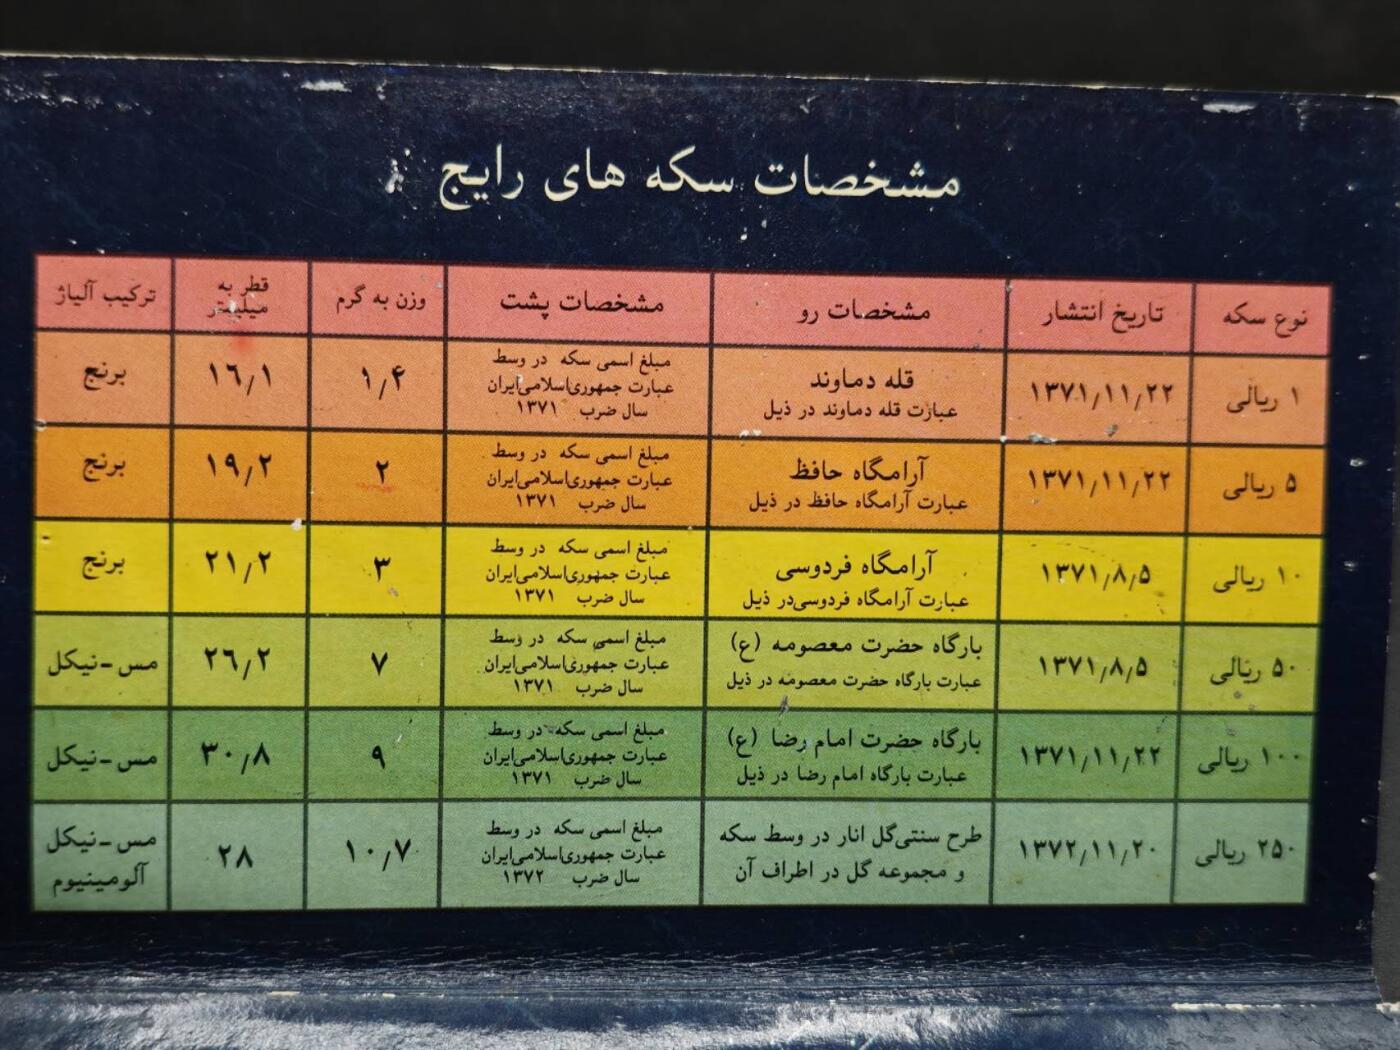 مشخصات سکه های رایج
نوع سکه
تاریخ انتشار
مشخصات رو
مشخصات پشت
وزن به گرم
قطر به
میلیمتر
ترکیب آلیاژ
۱ ریالی
۱۳۷۱٫۱۱٫۲۲
قله دماوند
عبارت قله دماوند در ذیل
مبلغ اسمی سکه در وسط
عبارت جمهوری‌اسلامی‌ایران
سال ضرب ۱۳۷۱
۱٫۴
۱۶٫۱
برنج
۵ ریالی
۱۳۷۱٫۱۱٫۲۲
آرامگاه حافظ
عبارت آرامگاه حافظ در ذیل
مبلغ اسمی سکه در وسط
عبارت جمهوری‌اسلامی‌ایران
سال ضرب ۱۳۷۱
۲
۱۹٫۲
برنج
۱۰ ریالی
۱۳۷۱٫۸٫۵
آرامگاه فردوسی
عبارت آرامگاه فردوسی‌در ذیل
مبلغ اسمی سکه در وسط
عبارت جمهوری‌اسلامی‌ایران
سال ضرب ۱۳۷۱
۳
۲۱٫۲
برنج
۵۰ ریالی
۱۳۷۱٫۸٫۵
بارگاه حضرت معصومه (ع)
عبارت بارگاه حضرت معصومه در ذیل
مبلغ اسمی سکه در وسط
عبارت جمهوری‌اسلامی‌ایران
سال ضرب ۱۳۷۱
۷
۲۶٫۲
مس-نیکل
۱۰۰ ریالی
۱۳۷۱٫۱۱٫۲۲
بارگاه حضرت امام رضا (ع)
عبارت بارگاه امام رضا در ذیل
مبلغ اسمی سکه در وسط
عبارت جمهوری‌اسلامی‌ایران
سال ضرب ۱۳۷۱
۹
۳۰٫۸
مس-نیکل
۲۵۰ ریالی
۱۳۷۲٫۱۱٫۲۰
طرح سنتی‌گل انار در وسط سکه
و مجموعه گل در اطراف آن
مبلغ اسمی سکه در وسط
عبارت جمهوری‌اسلامی‌ایران
سال ضرب ۱۳۷۲
۱۰٫۷
۲۸
مس-نیکل
آلومینیوم